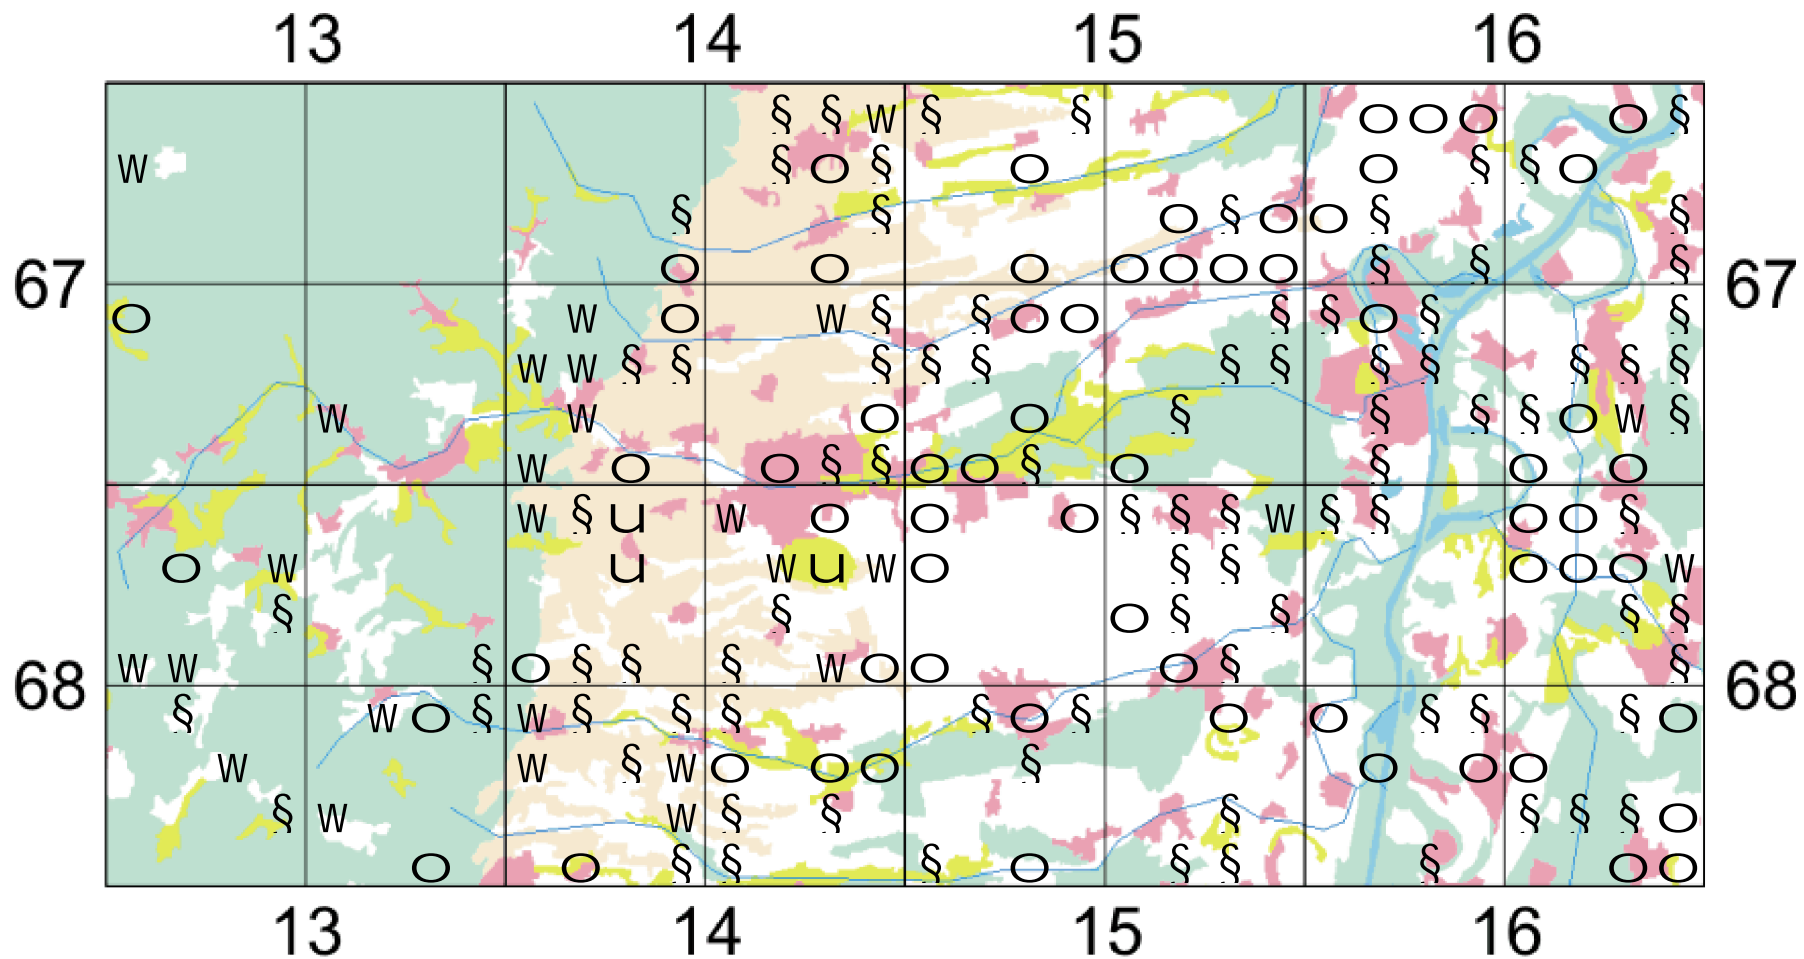 13 14 15 16
§ § W § § O O O O §
W § O § O O § § O
§ § O § O O § §
O O O O O O O § § §
67 67
O W O W § § O O § § O § §
W W § § § § § § § § § § § §
W W O O § § § § O W §
W O O § § O O § O § O O
W § u W O O O § § § W § § O O §
O W u W u W O § § O O O W
§ § O § § § §
W W § O § § § W O O O § §
68 68
§ W O § W § § § § O § O O § § § O
W W § W O O O § O O O
§ W W § § § § § § O
O O § § § O § § § O O
13 14 15 16